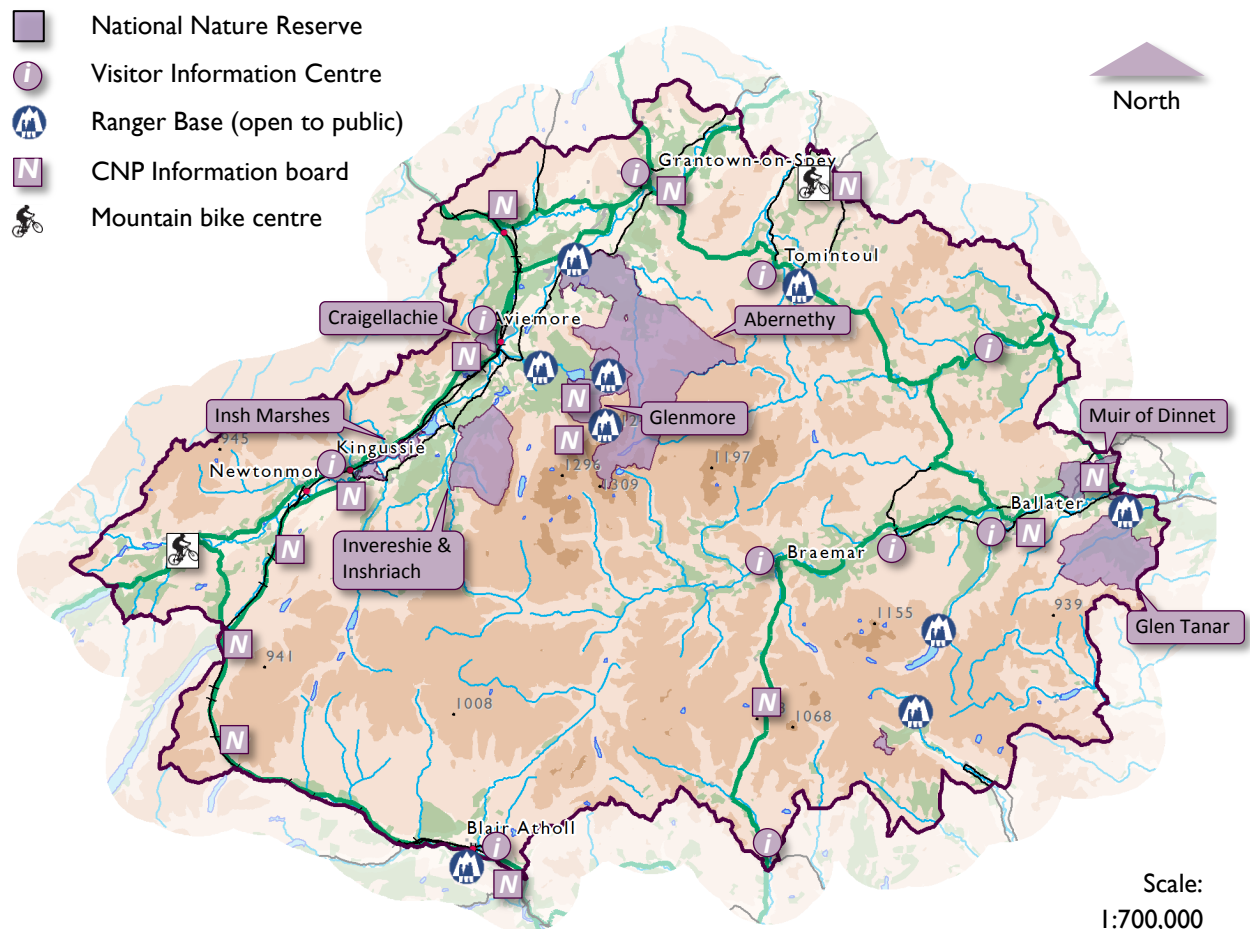 National Nature Reserve
Visitor Information Centre
Ranger Base (open to public)
CNP Information board
Mountain bike centre
North
Grantown-on-Spey
Tomintoul
Craigellachie
Aviemore
Abernethy
Insh Marshes
Glenmore
Muir of Dinnet
945
Kingussie
1296
1197
1309
Ballater
Invereshie &
Inshriach
Braemar
1155
939
Glen Tanar
941
1008
1068
Blair Atholl
Scale:
1:700,000
i
i
i
i
i
i
i
i
i
i
N
N
N
N
N
N
N
N
N
N
N
N
N
N